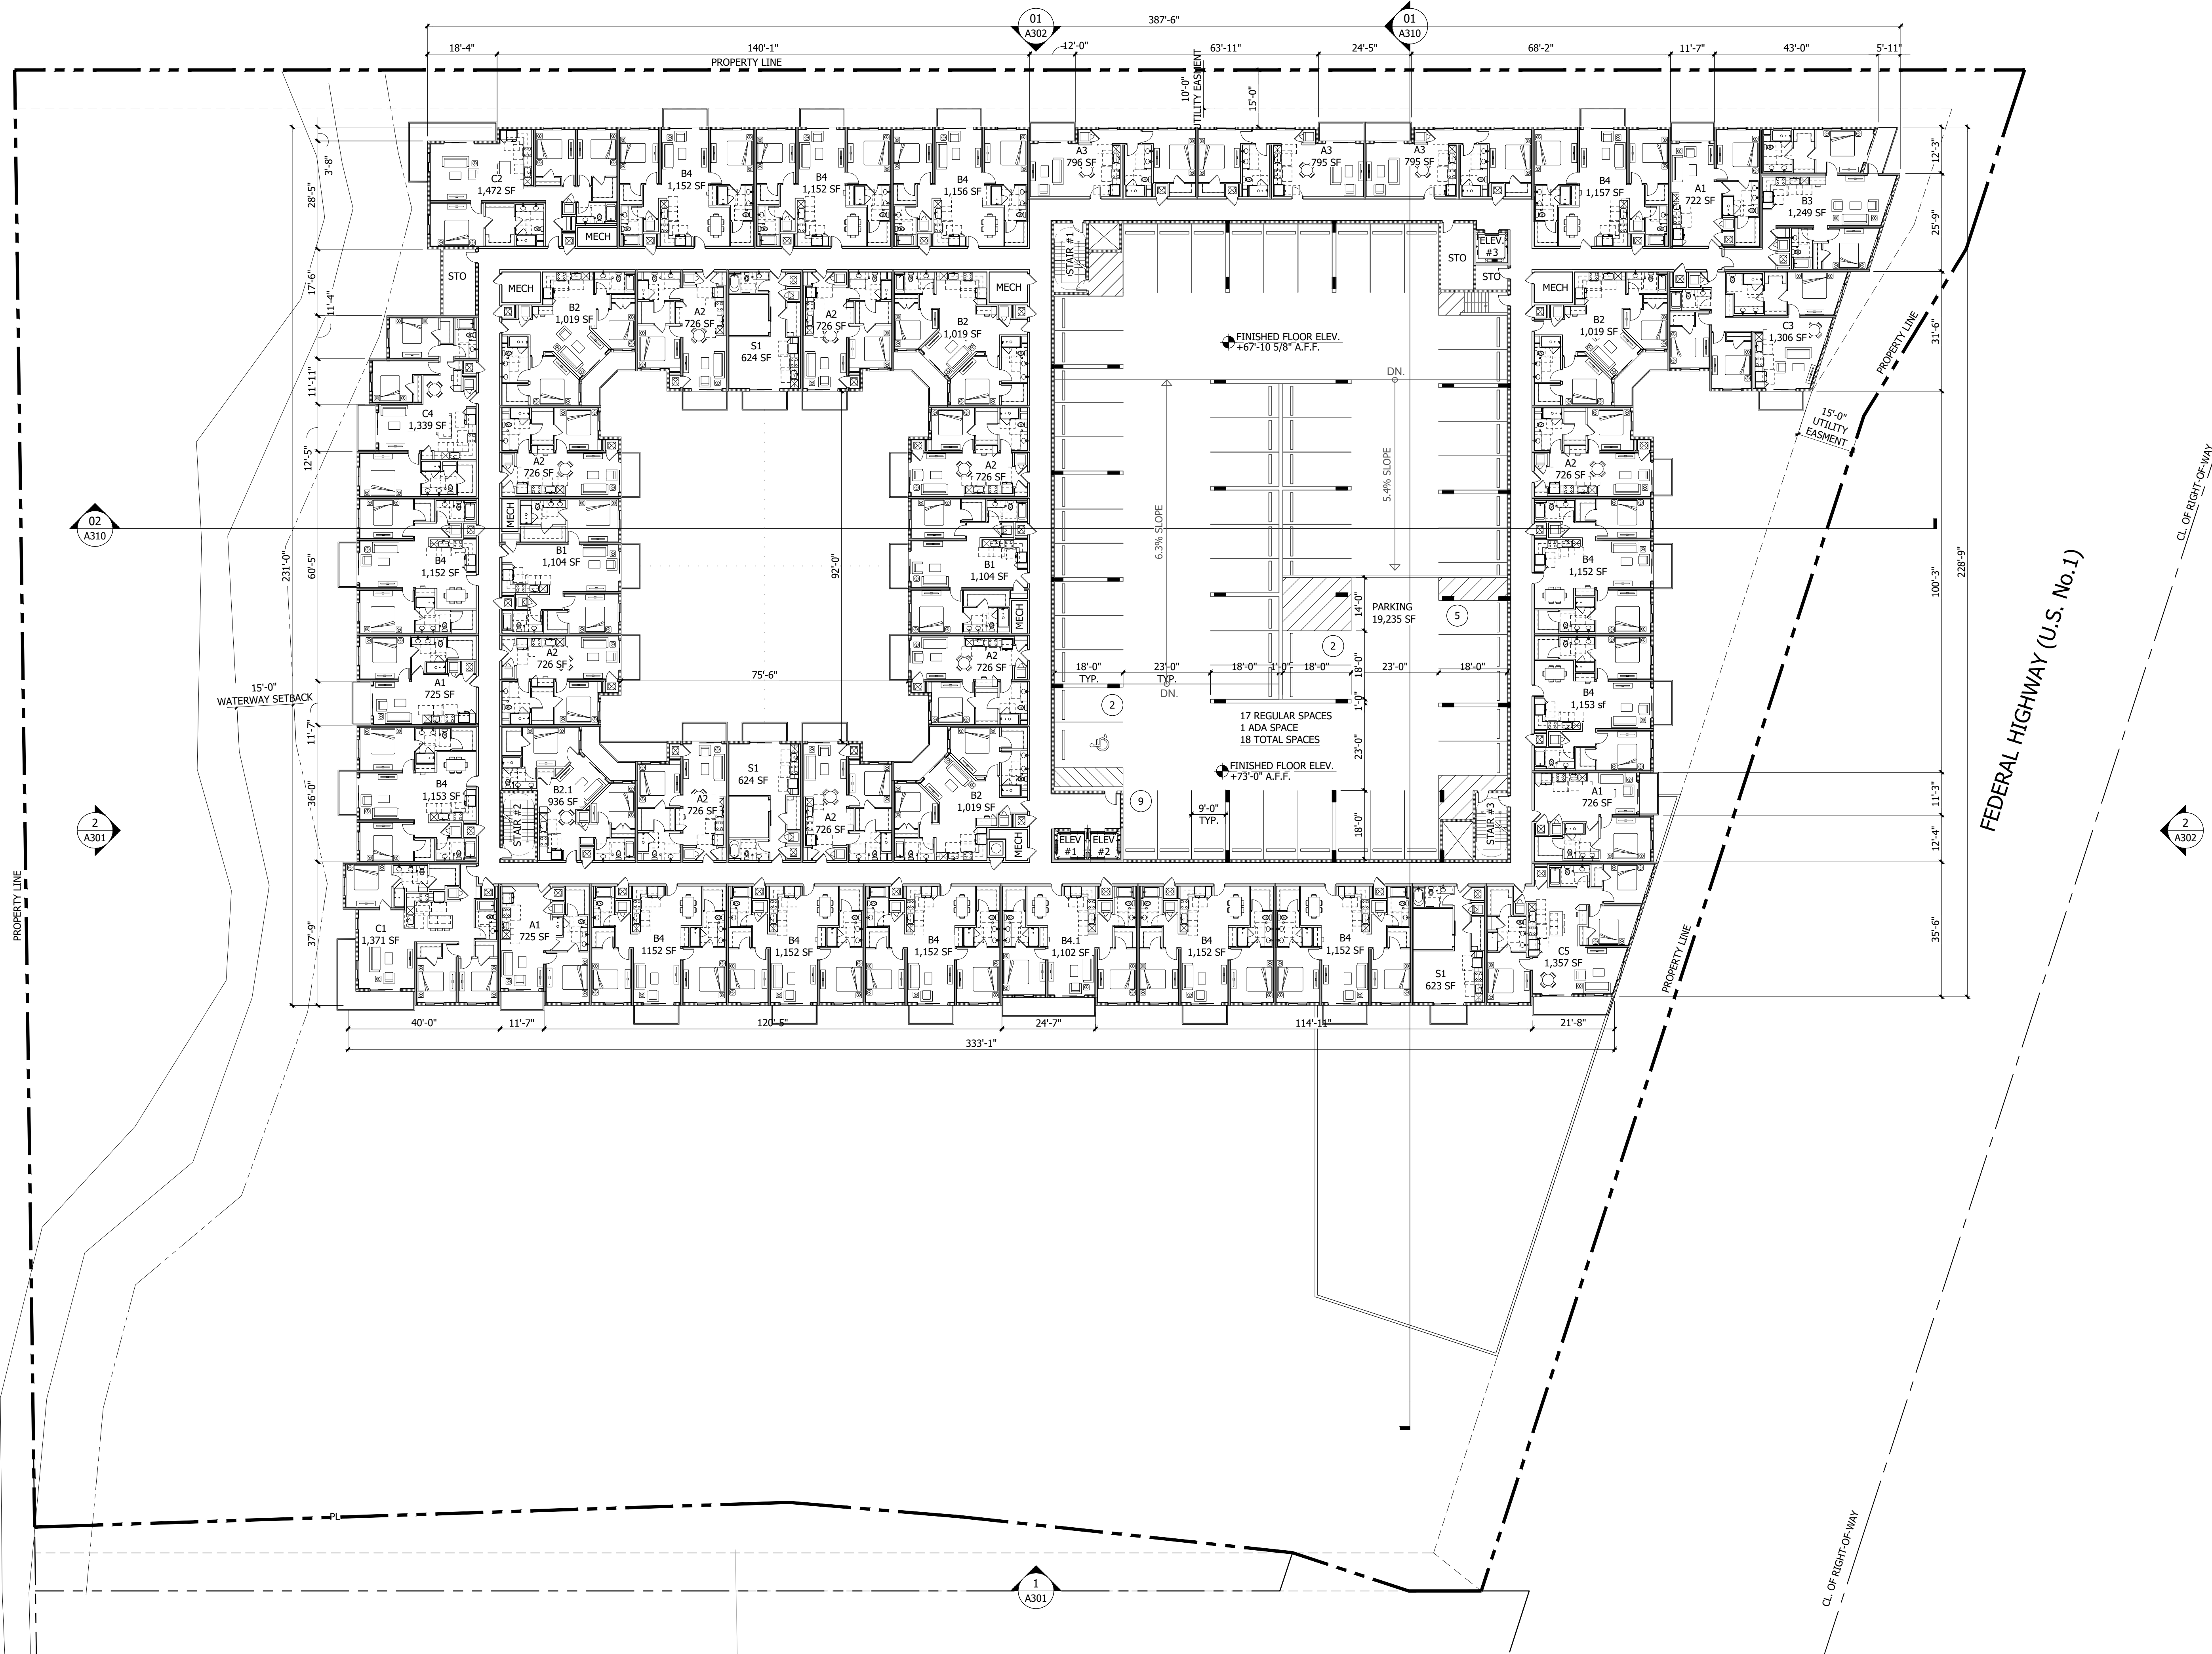 01
A302
387'-6"
01
A310
18'-4"
140'-1"
12'-0"
63'-11"
24'-5"
68'-2"
11'-7"
43'-0"
5'-11"
PROPERTY LINE
10'-0"
UTILITY EASMENT
15'-0"
3'-8"
28'-5"
17'-6"
11'-4"
11'-11"
12'-5"
231'-0"
60'-5"
11'-7"
36'-0"
37'-9"
C2
1,472 SF
B4
1,152 SF
B4
1,152 SF
B4
1,156 SF
A3
796 SF
A3
795 SF
A3
795 SF
B4
1,157 SF
A1
722 SF
B3
1,249 SF
12'-3"
25'-9"
31'-6"
MECH
STO
MECH
B2
1,019 SF
A2
726 SF
S1
624 SF
A2
726 SF
B2
1,019 SF
MECH
STAIR #1
STO
ELEV.
#3
STO
MECH
B2
1,019 SF
C3
1,306 SF
FINISHED FLOOR ELEV.
+67'-10 5/8" A.F.F.
DN.
PROPERTY LINE
15'-0"
UTILITY
EASMENT
CL. OF RIGHT-OF-WAY
C4
1,339 SF
A2
726 SF
A2
726 SF
A2
726 SF
6.3% SLOPE
5.4% SLOPE
02
A310
MECH
B4
1,152 SF
B1
1,104 SF
92'-0"
B1
1,104 SF
MECH
B4
1,152 SF
100'-3"
228'-9"
14'-0"
PARKING
19,235 SF
5
2
A2
726 SF
A2
726 SF
75'-6"
18'-0"
TYP.
23'-0"
TYP.
DN.
18'-0"
1'-0"
18'-0"
18'-0"
23'-0"
18'-0"
15'-0"
WATERWAY SETBACK
A1
725 SF
B4
1,153 sf
2
1'-0"
17 REGULAR SPACES
1 ADA SPACE
18 TOTAL SPACES
23'-0"
FINISHED FLOOR ELEV.
+73'-0" A.F.F.
FEDERAL HIGHWAY (U.S. No.1)
B4
1,153 SF
B2.1
936 SF
STAIR #2
A2
726 SF
S1
624 SF
A2
726 SF
B2
1,019 SF
MECH
9
9'-0"
TYP.
18'-0"
ELEV
#1
ELEV
#2
STAIR #3
A1
726 SF
11'-3"
12'-4"
35'-6"
2
A301
2
A302
PROPERTY LINE
C1
1,371 SF
A1
725 SF
B4
1152 SF
B4
1,152 SF
B4
1,152 SF
B4.1
1,102 SF
B4
1,152 SF
B4
1,152 SF
S1
623 SF
C5
1,357 SF
PROPERTY LINE
40'-0"
11'-7"
120'-5"
24'-7"
114'-11"
21'-8"
333'-1"
PL
1
A301
CL. OF RIGHT-OF-WAY